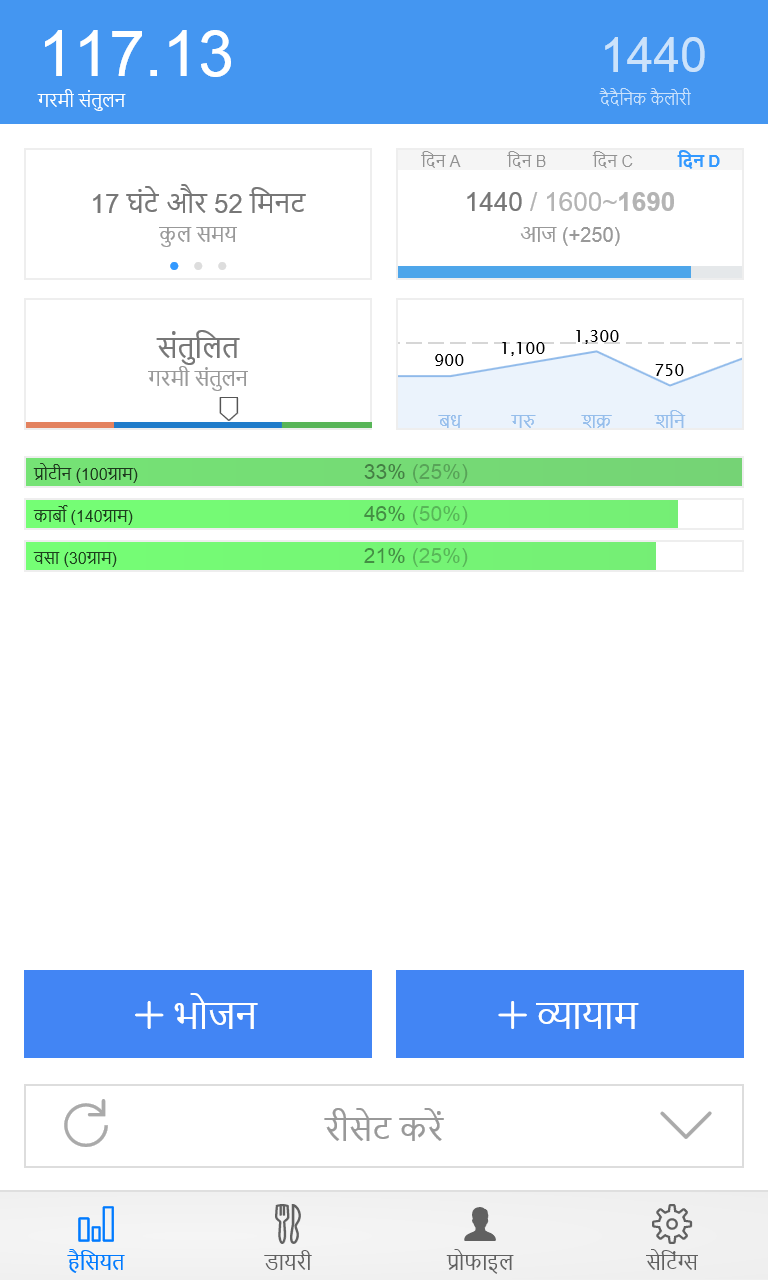 117.13
गरमी संतुलन
1440
दैदैनिक कैलोरी
17 घंटे और 52 मिनट
कुल समय
दिन A दिन B दिन C दिन D
1440 / 1600~1690
आज (+250)
संतुलित
गरमी संतुलन
900 1,100 1,300 750
बध गरु शक्र शनि
प्रोटीन (100ग्राम) 33% (25%)
कार्बो (140ग्राम) 46% (50%)
वसा (30ग्राम) 21% (25%)
+ भोजन
+ व्यायाम
रीसेट करें
हैसियत डायरी प्रोफाइल सेटिंग्स